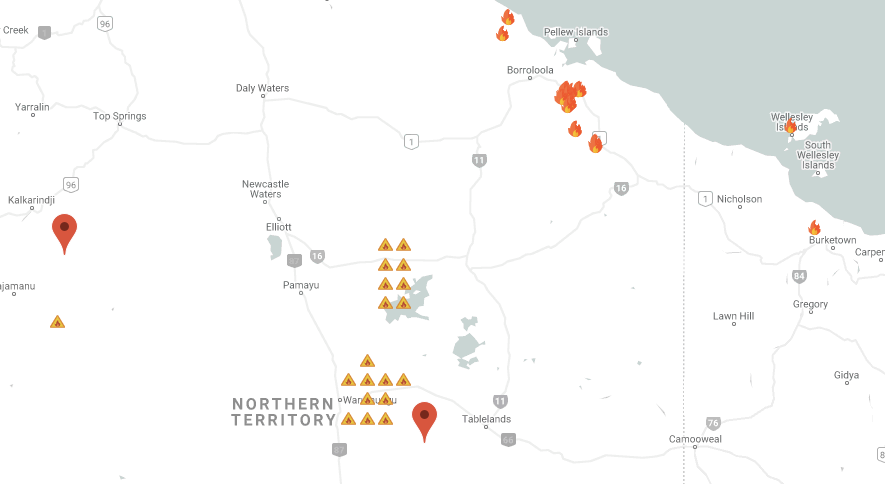 Creek
96
Pellew Islands
Borroloola
Daly Waters
Yarralin
Top Springs
1
Wellesley
Islands
South
Wellesley
Islands
11
96
16
Newcastle
Waters
Kalkarindji
1
Nicholson
Elliott
Burketown
16
Carpen
84
Pamayu
ajamanu
Gregory
Lawn Hill
Gidya
NORTHERN
TERRITORY
11
Tablelands
76
66
Camooweal
87
8